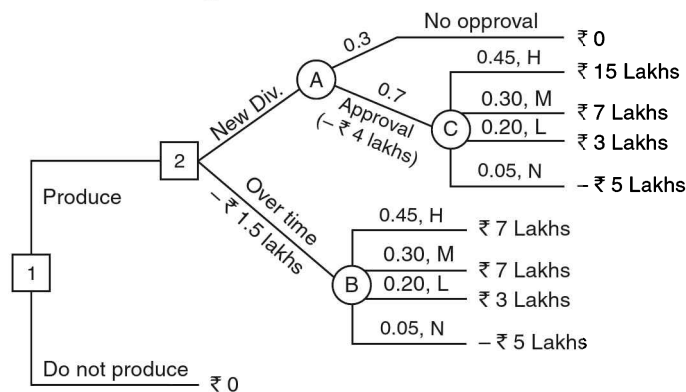 No opproval
₹ 0
0.3
0.45, H
₹ 15 Lakhs
A
0.7
0.30, M
₹ 7 Lakhs
New Div.
Approval
(– ₹ 4 lakhs)
C
0.20, L
₹ 3 Lakhs
2
0.05, N
– ₹ 5 Lakhs
Produce
Over time
– ₹ 1.5 lakhs
0.45, H
₹ 7 Lakhs
0.30, M
₹ 7 Lakhs
1
B
0.20, L
₹ 3 Lakhs
0.05, N
– ₹ 5 Lakhs
Do not produce
₹ 0